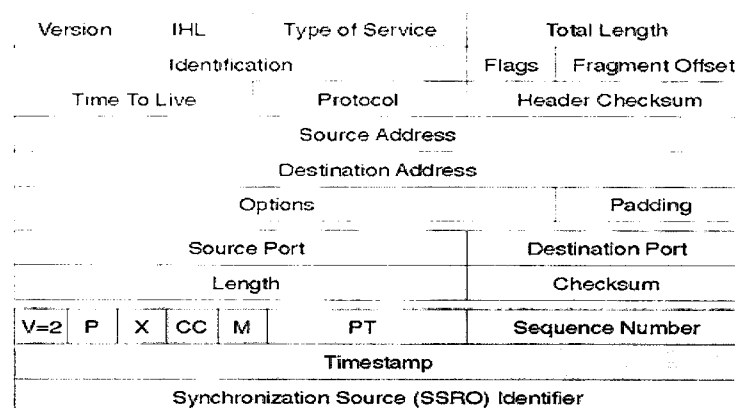 Version IHL Type of Service Total Length
Identification Flags Fragment Offset
Time To Live Protocol Header Checksum
Source Address
Destination Address
Options Padding
Source Port Destination Port
Length Checksum
V=2 P X CC M PT Sequence Number
Timestamp
Synchronization Source (SSRO) Identifier